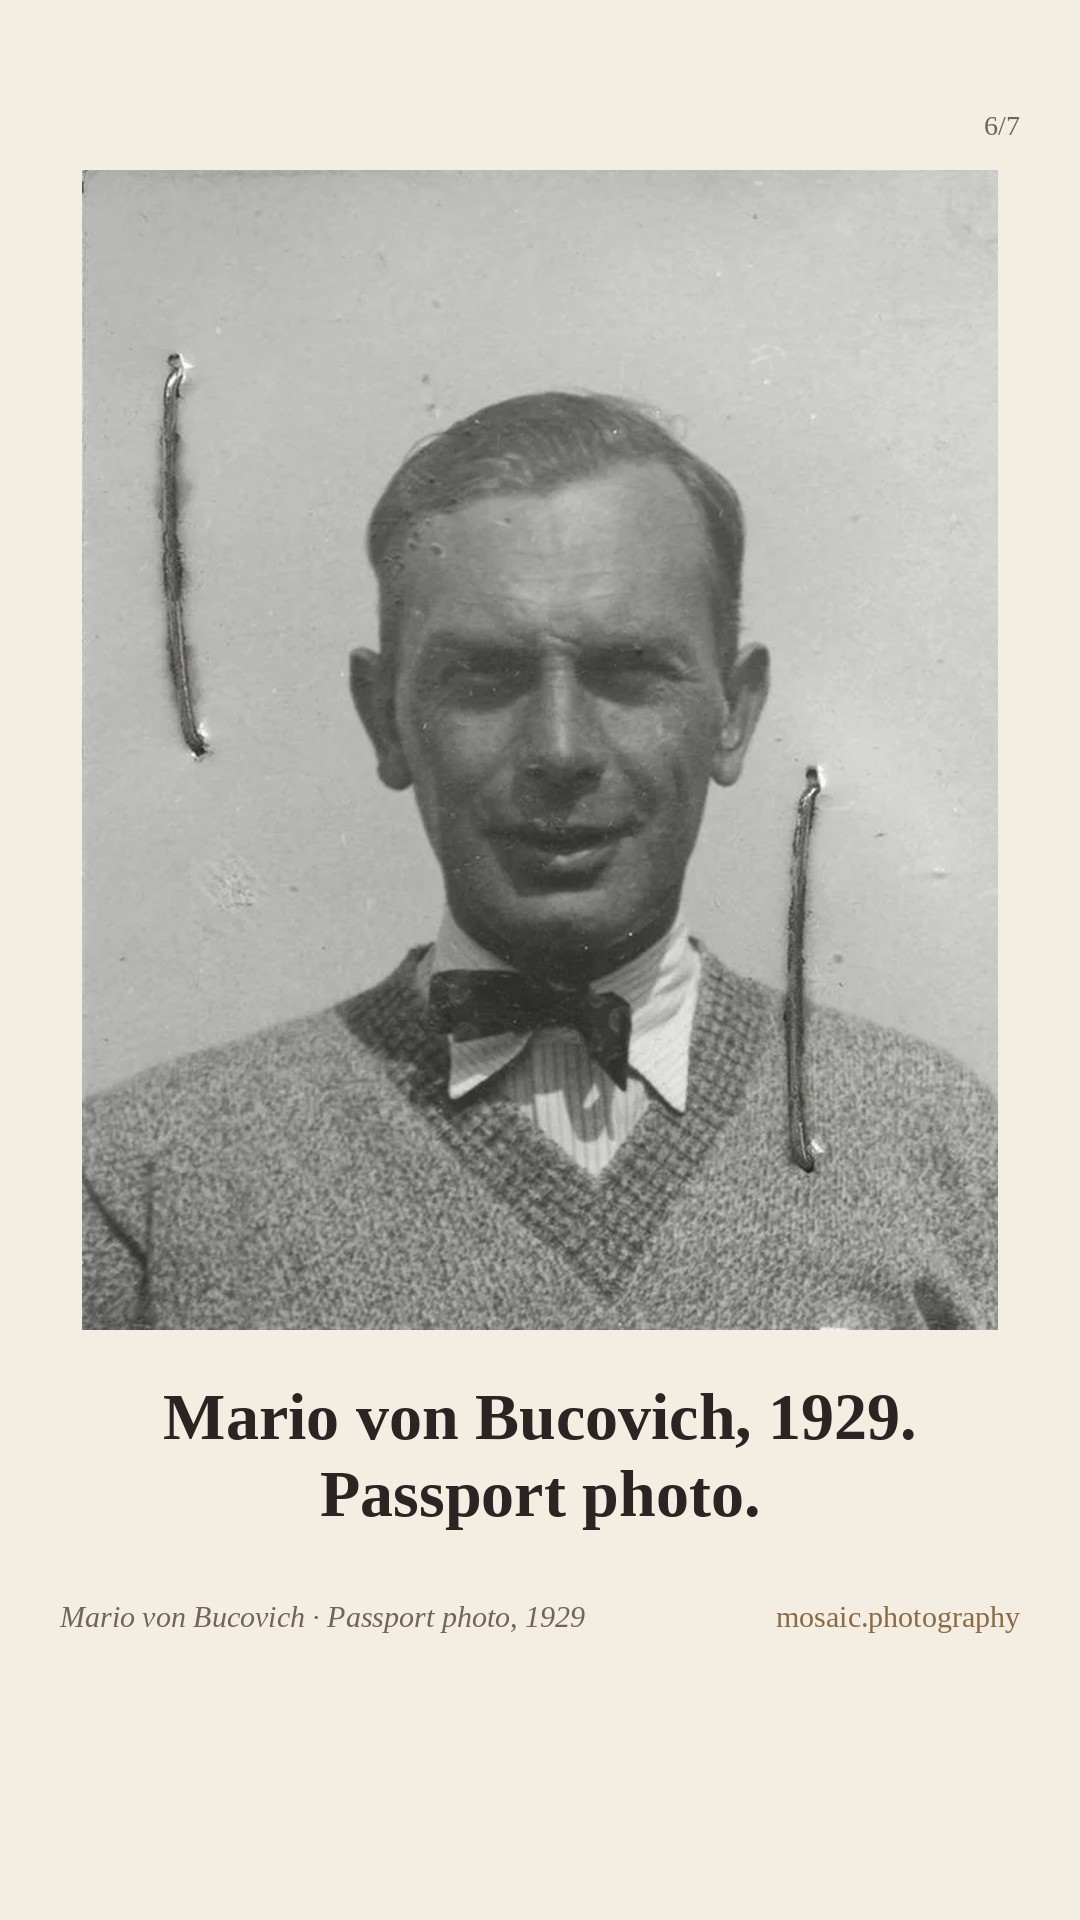 6/7
Mario von Bucovich, 1929.
Passport photo.
Mario von Bucovich · Passport photo, 1929
mosaic.photography